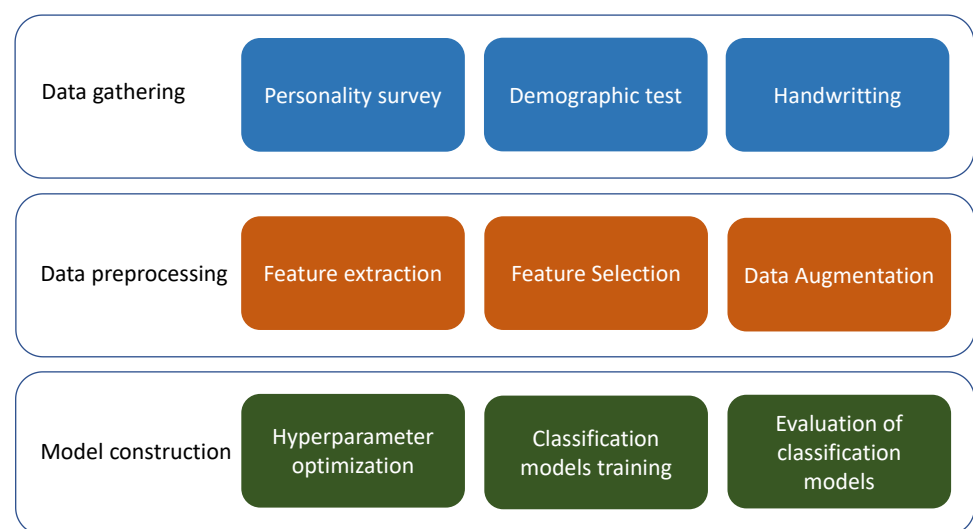 Data gathering
Personality survey
Demographic test
Handwritting
Data preprocessing
Feature extraction
Feature Selection
Data Augmentation
Model construction
Hyperparameter
optimization
Classification
models training
Evaluation of
classification
models